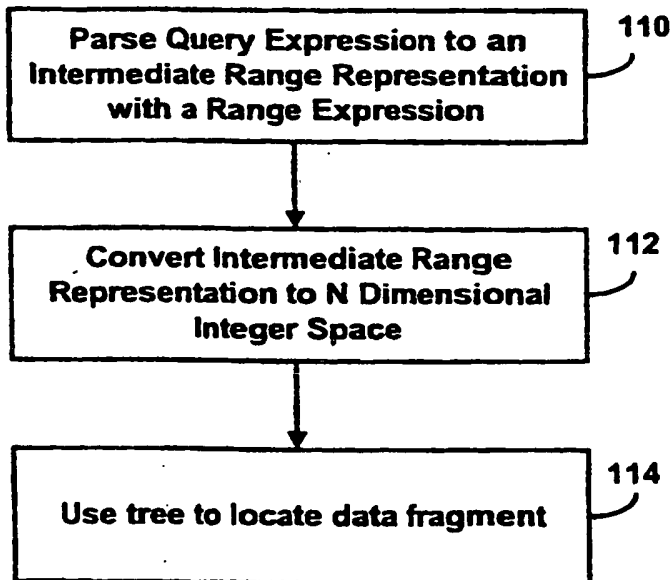 Parse Query Expression to an
Intermediate Range Representation
with a Range Expression
110
Convert Intermediate Range
Representation to N Dimensional
Integer Space
112
Use tree to locate data fragment
114